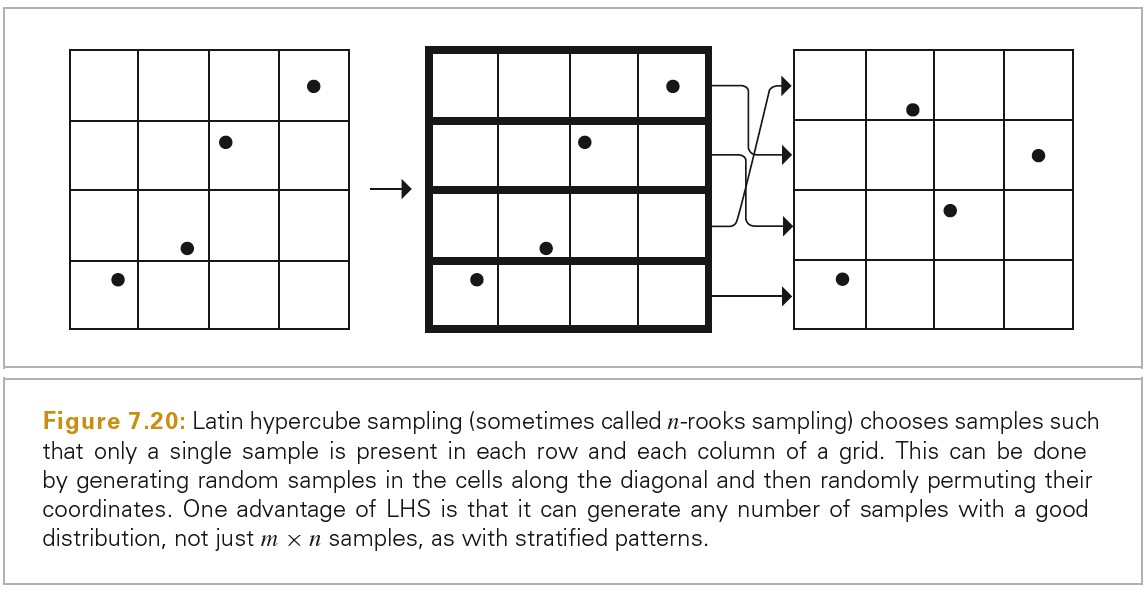 Figure 7.20: Latin hypercube sampling (sometimes called n-rooks sampling) chooses samples such
that only a single sample is present in each row and each column of a grid. This can be done
by generating random samples in the cells along the diagonal and then randomly permuting their
coordinates. One advantage of LHS is that it can generate any number of samples with a good
distribution, not just m × n samples, as with stratified patterns.